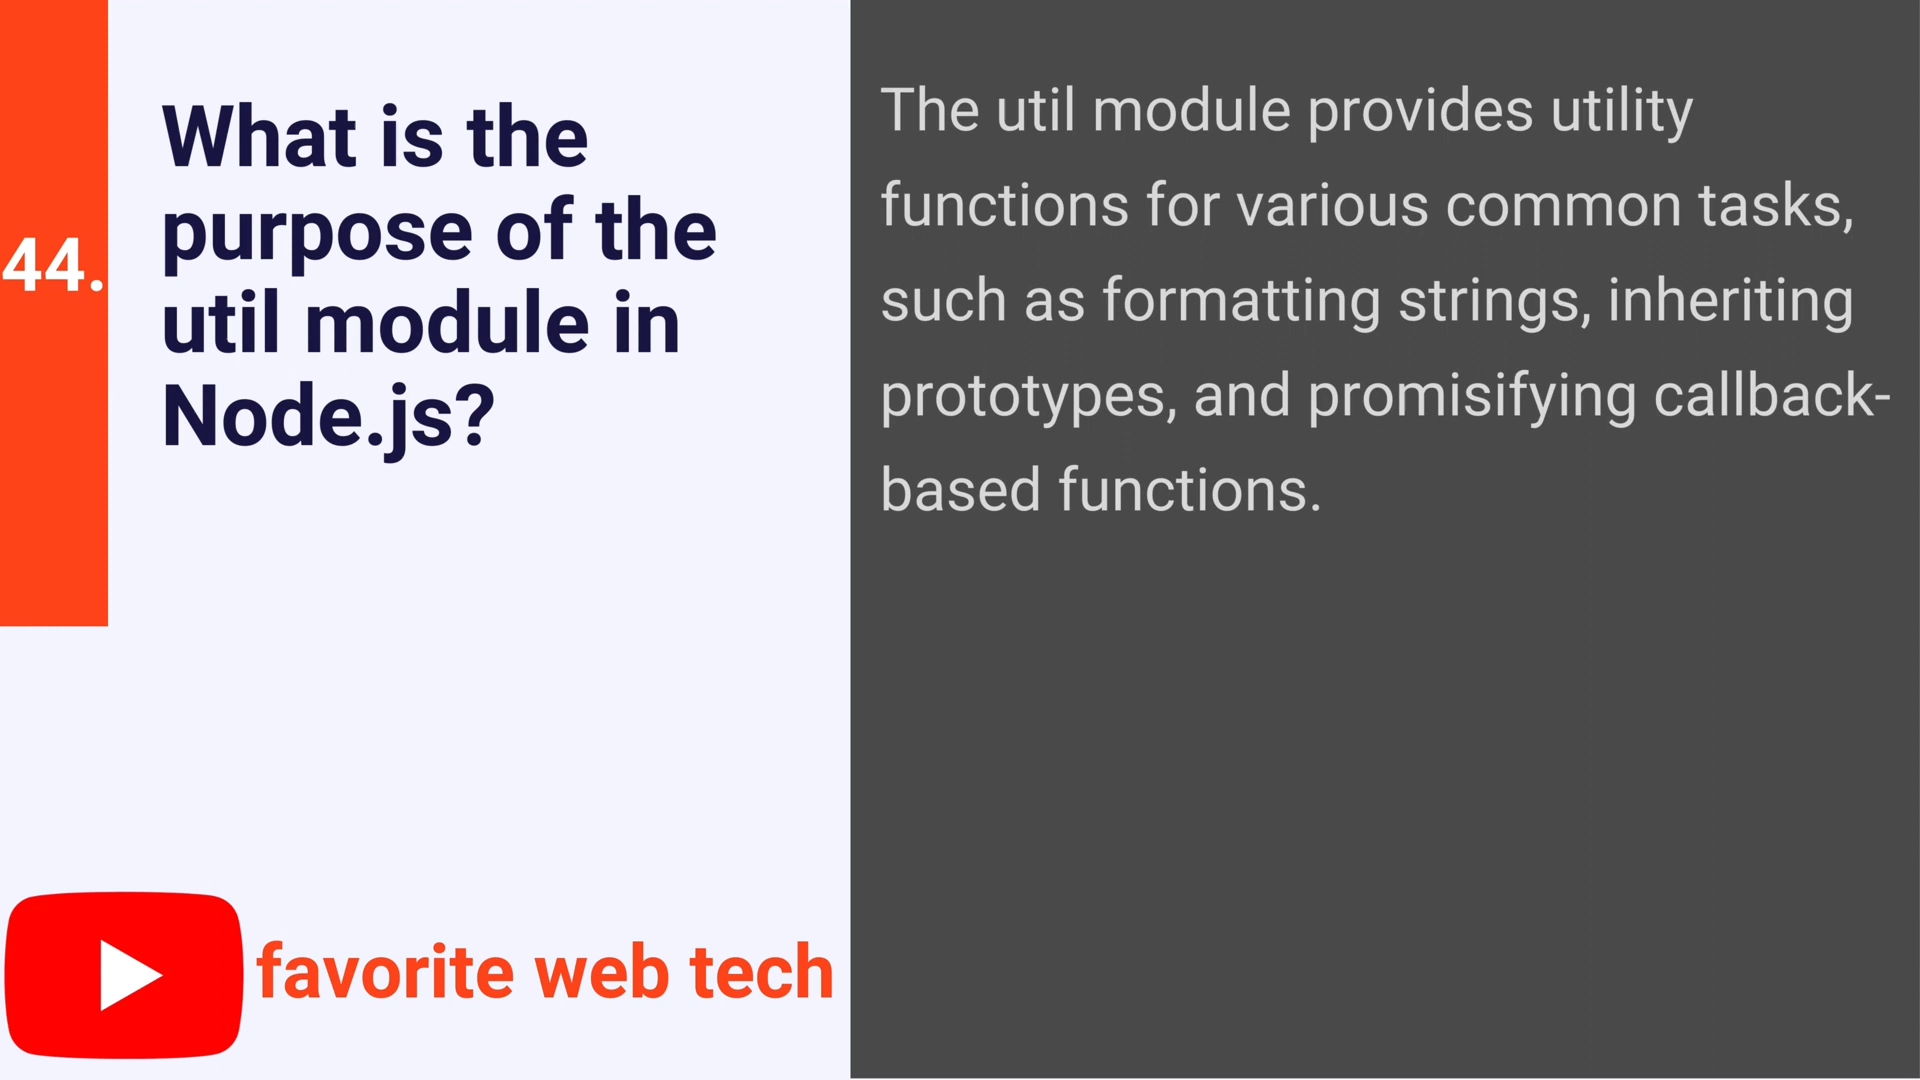 44.
What is the
purpose of the
util module in
Node.js?
The util module provides utility
functions for various common tasks,
such as formatting strings, inheriting
prototypes, and promisifying callback-
based functions.
favorite web tech